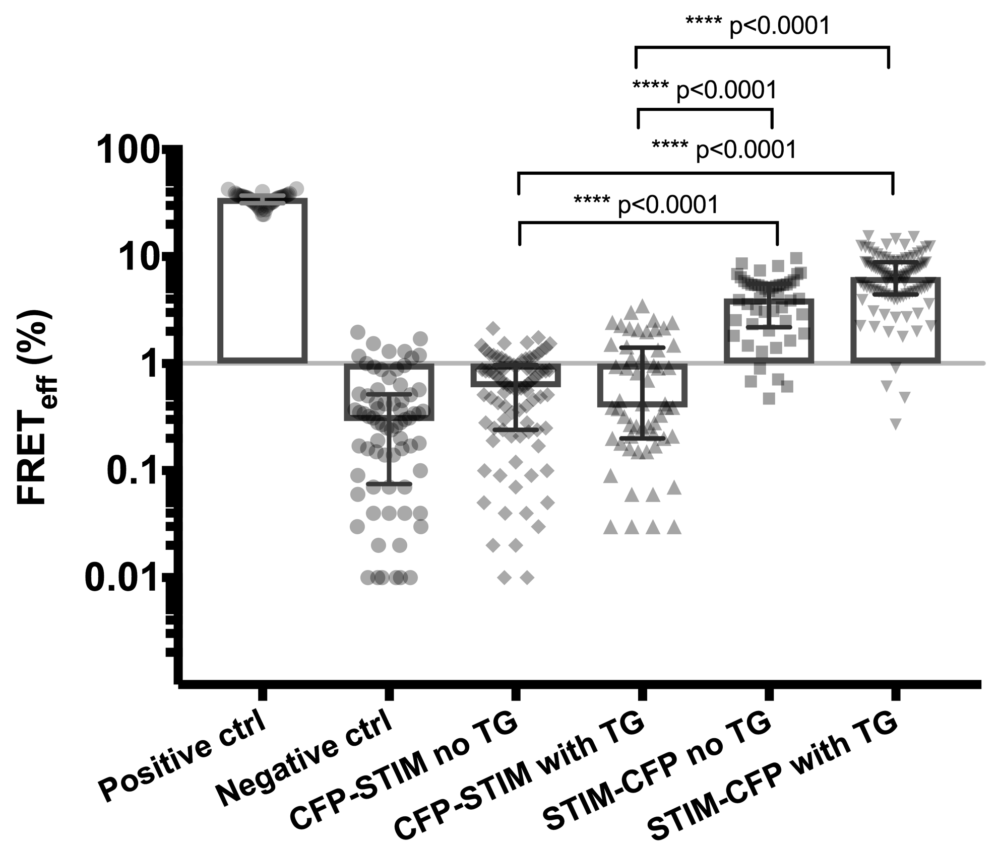 **** p<0.0001
**** p<0.0001
**** p<0.0001
**** p<0.0001
100
10
1
0.1
0.01
FRETeff (%)
Positive ctrl
Negative ctrl
CFP-STIM no TG
CFP-STIM with TG
STIM-CFP no TG
STIM-CFP with TG